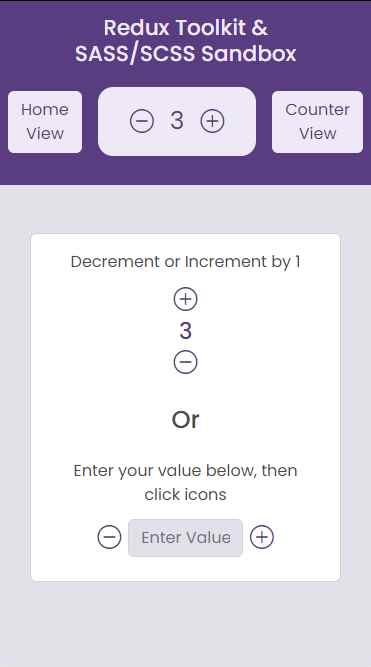 Redux Toolkit &
SASS/SCSS Sandbox
Home
View
3
Counter
View
Decrement or Increment by 1
3
Or
Enter your value below, then
click icons
Enter Value